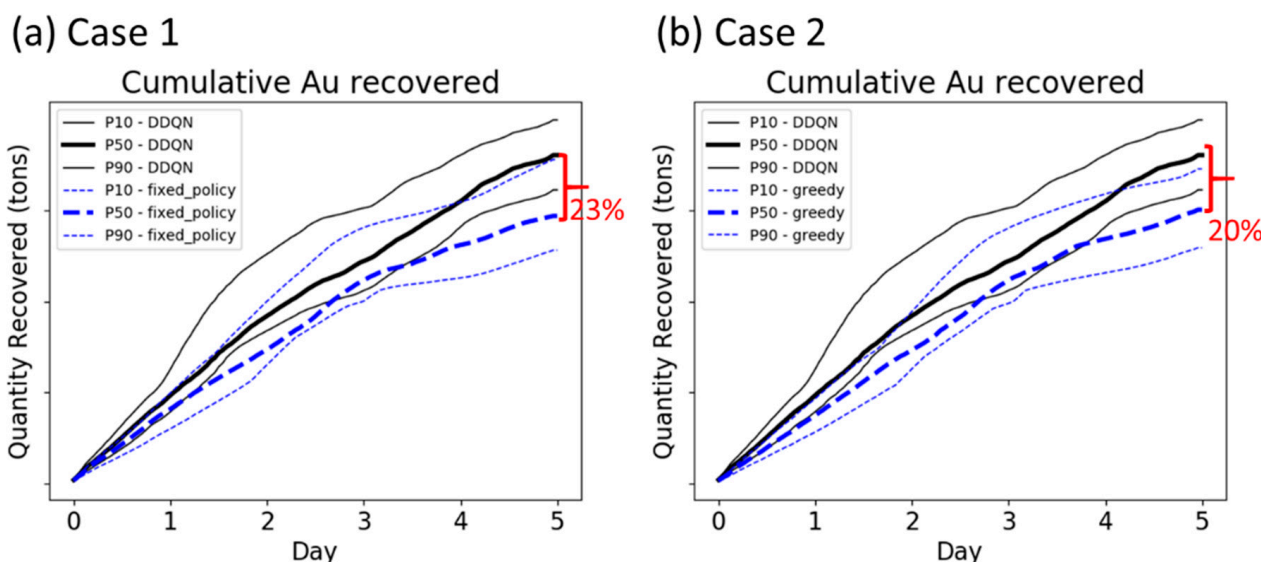 (a) Case 1
Cumulative Au recovered
P10 - DDQN
P50 - DDQN
P90 - DDQN
P10 - fixed_policy
P50 - fixed_policy
P90 - fixed_policy
23%
Quantity Recovered (tons)
0 1 2 3 4 5
Day
(b) Case 2
Cumulative Au recovered
P10 - DDQN
P50 - DDQN
P90 - DDQN
P10 - greedy
P50 - greedy
P90 - greedy
20%
Quantity Recovered (tons)
0 1 2 3 4 5
Day